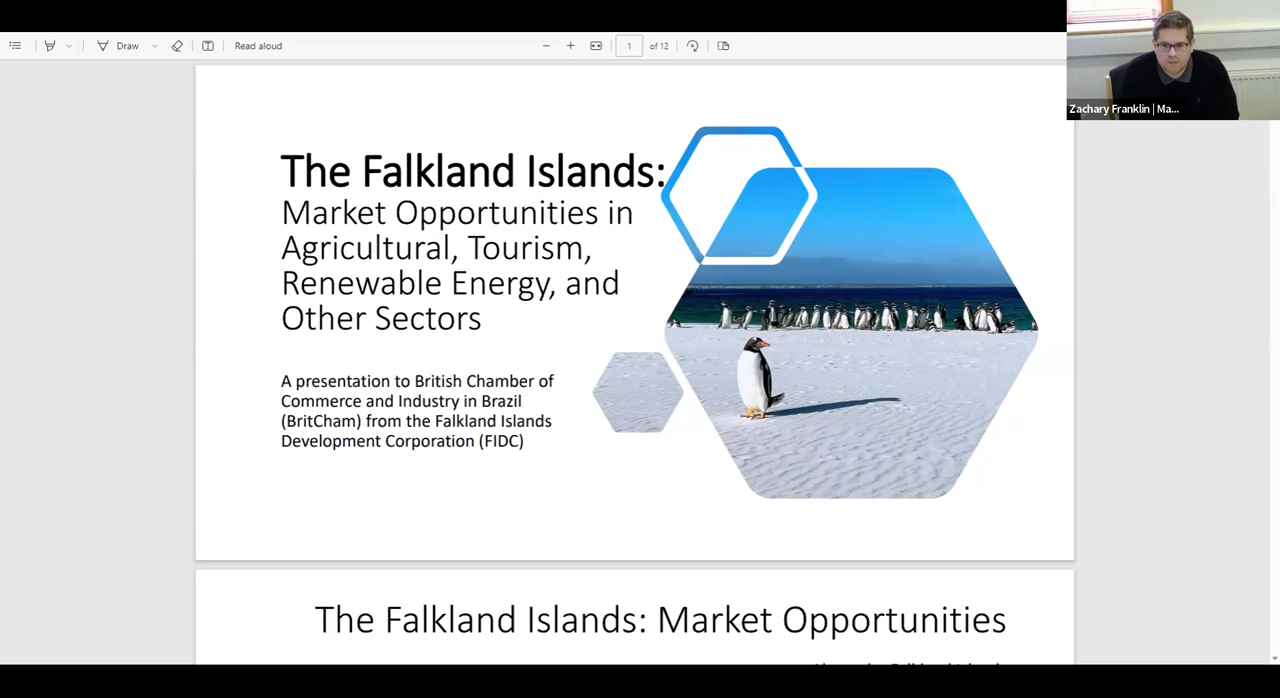 Draw
Read aloud
1
of 12
Zachary Franklin | Ma...
The Falkland Islands:
Market Opportunities in
Agricultural, Tourism,
Renewable Energy, and
Other Sectors
A presentation to British Chamber of
Commerce and Industry in Brazil
(BritCham) from the Falkland Islands
Development Corporation (FIDC)
The Falkland Islands: Market Opportunities